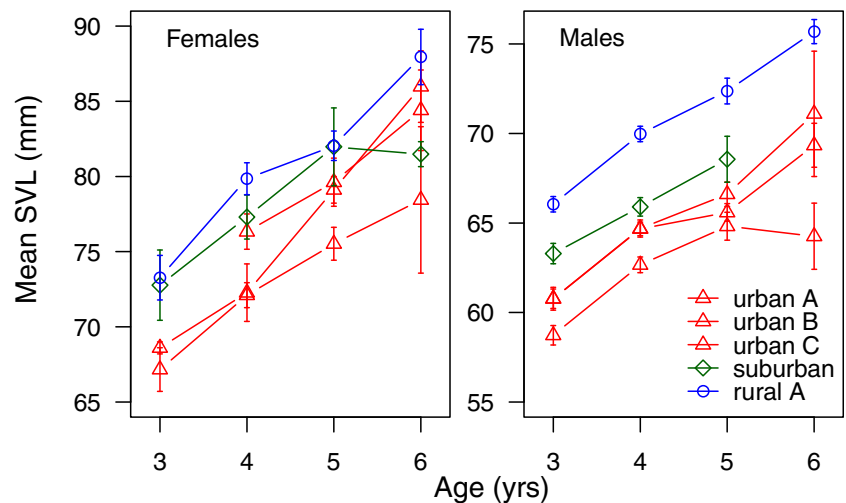 Females
Males
Mean SVL (mm)
90
85
80
75
70
65
75
70
65
60
55
urban A
urban B
urban C
suburban
rural A
3 4 5 6
3 4 5 6
Age (yrs)